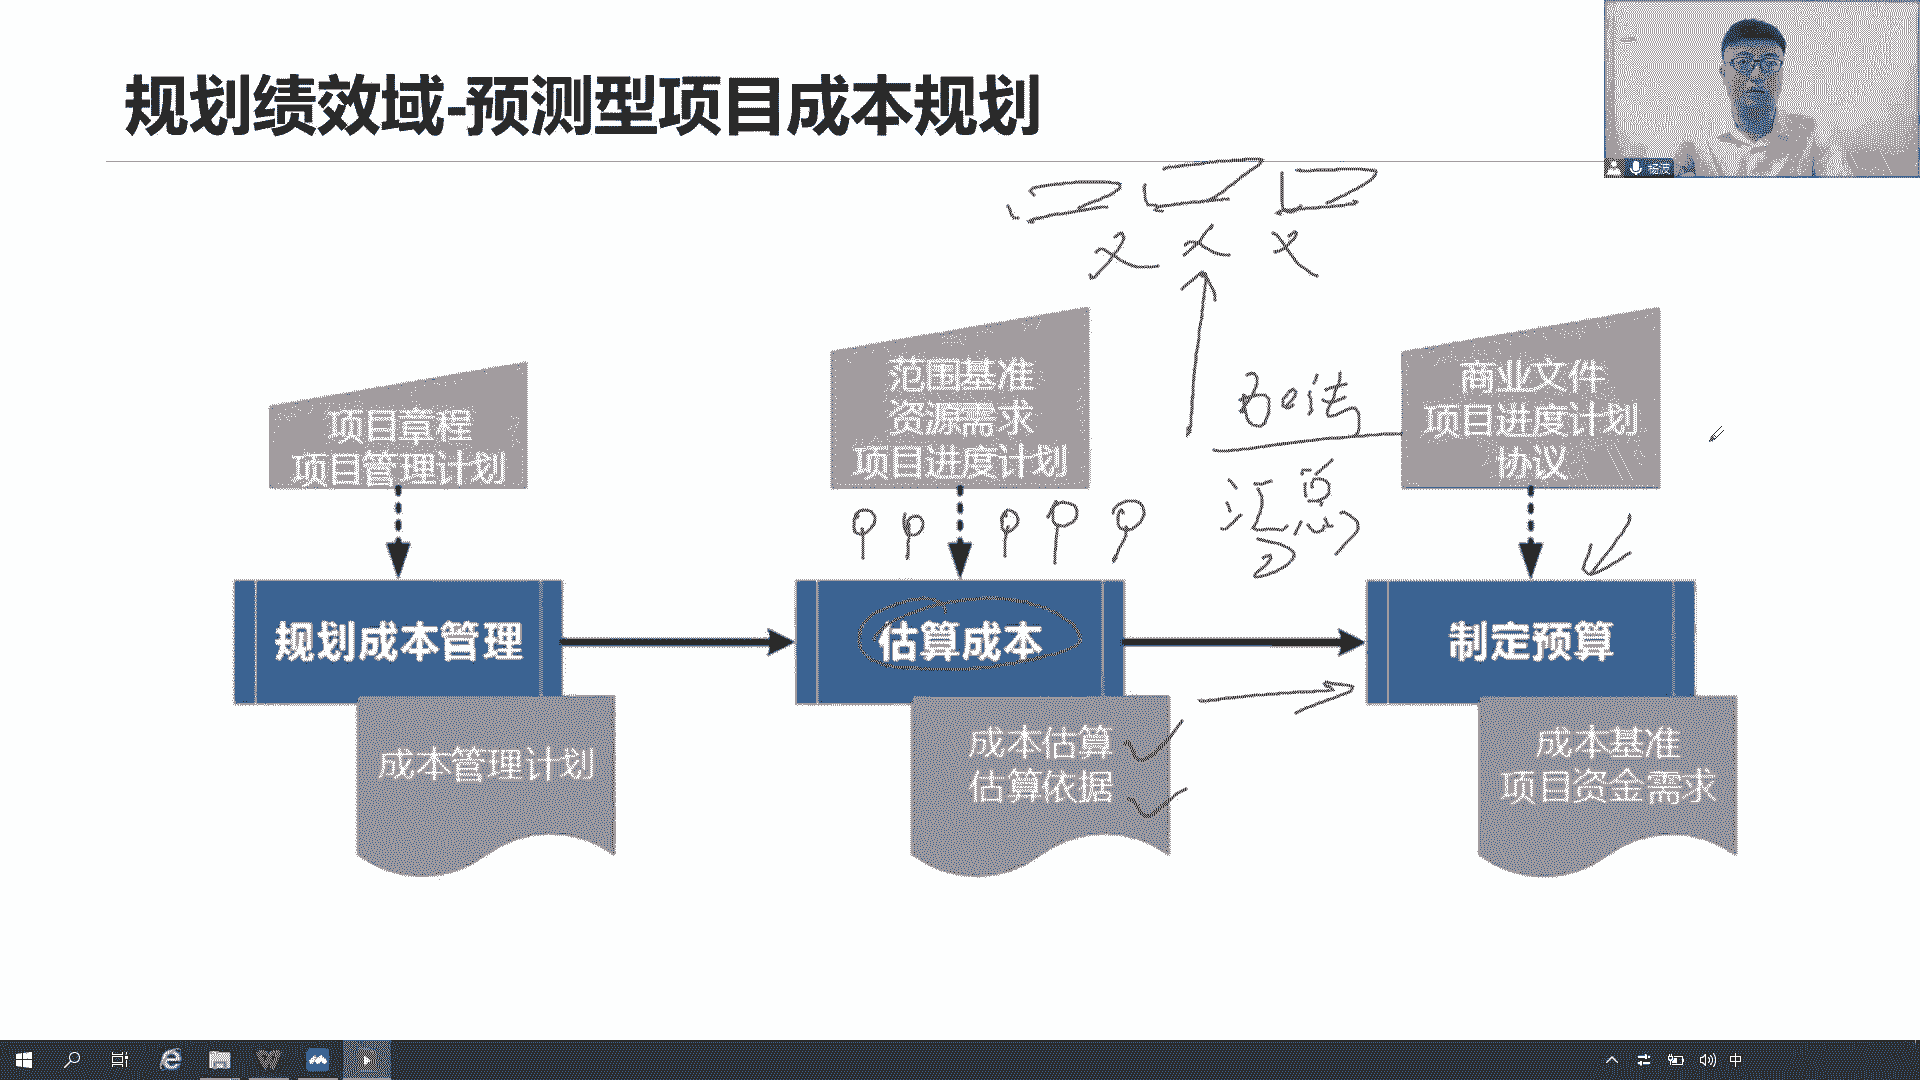 规划绩效域-预测型项目成本规划
杨波
项目章程
项目管理计划
范围基准
资源需求
项目进度计划
加法
汇总
商业文件
项目进度计划
协议
规划成本管理
估算成本
制定预算
成本管理计划
成本估算
估算依据
成本基准
项目资金需求
中